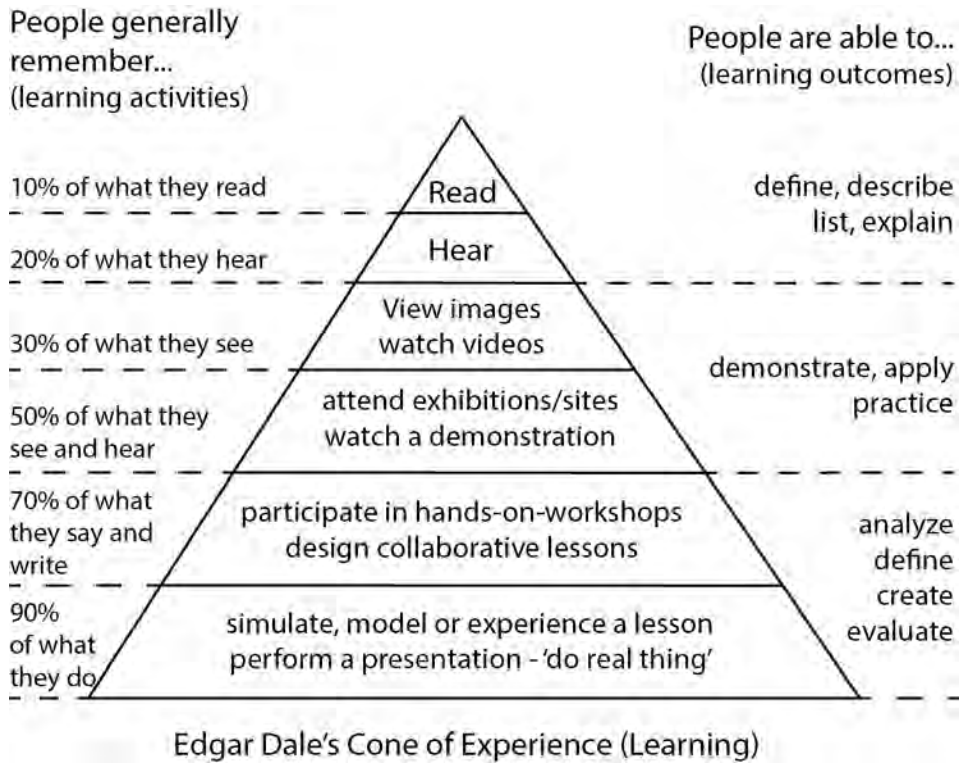 People generally
remember...
(learning activities)
People are able to...
(learning outcomes)
10% of what they read
Read
define, describe
list, explain
20% of what they hear
Hear
30% of what they see
View images
watch videos
demonstrate, apply
practice
50% of what they
see and hear
attend exhibitions/sites
watch a demonstration
70% of what
they say and
write
participate in hands-on-workshops
design collaborative lessons
analyze
define
create
evaluate
90%
of what
they do
simulate, model or experience a lesson
perform a presentation - 'do real thing'
Edgar Dale's Cone of Experience (Learning)